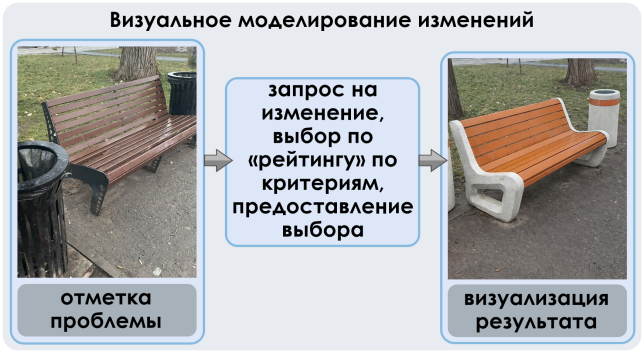 Визуальное моделирование изменений
запрос на
изменение,
выбор по
«рейтингу» по
критериям,
предоставление
выбора
отметка
проблемы
визуализация
результата